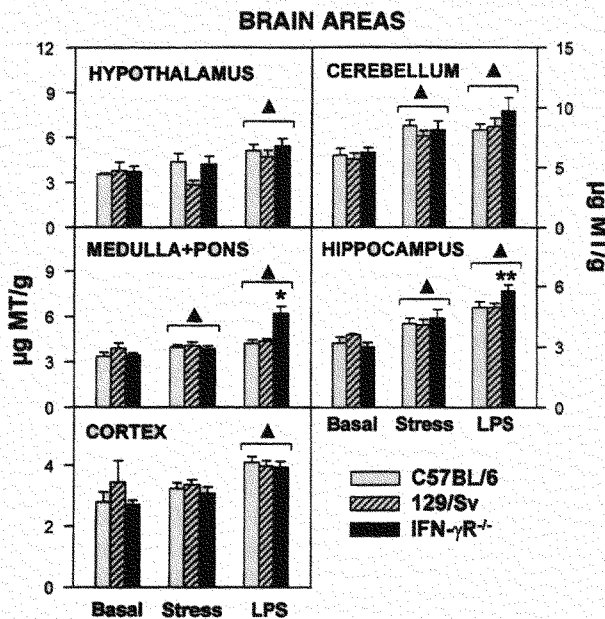 BRAIN AREAS
12
9
6
3
0
HYPOTHALAMUS
▲
CEREBELLUM
▲
▲
15
10
5
0
µg MT/g
µg MT/g
9
6
3
0
MEDULLA+PONS
▲
▲
*
HIPPOCAMPUS
▲
▲
**
6
3
0
Basal Stress LPS
4
2
0
CORTEX
▲
Basal Stress LPS
C57BL/6
129/Sv
IFN-γR-/-